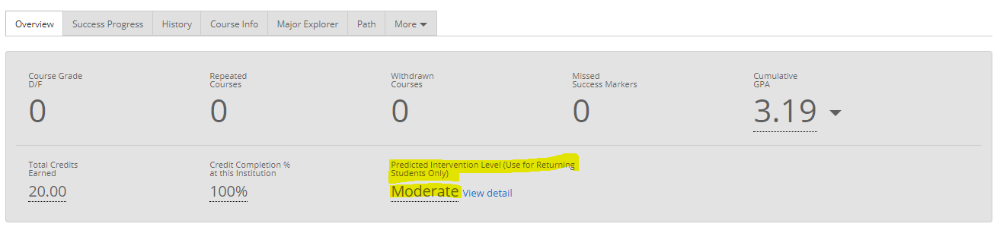 Overview Success Progress History Course Info Major Explorer Path More
Course Grade
D/F
0
Repeated
Courses
0
Withdrawn
Courses
0
Missed
Success Markers
0
Cumulative
GPA
3.19
Total Credits
Earned
20.00
Credit Completion %
at this Institution
100%
Predicted Intervention Level (Use for Returning
Students Only)
Moderate View detail